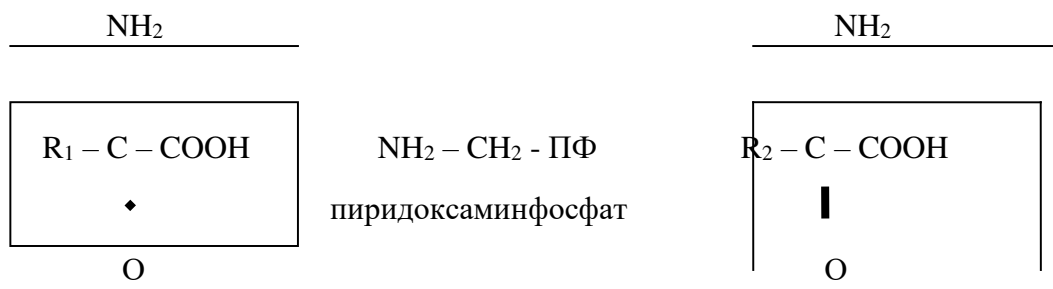 NH₂ NH₂
R₁ – C – COOH NH₂ – CH₂ - ПФ R₂ – C – COOH
пиридоксаминфосфат
O O